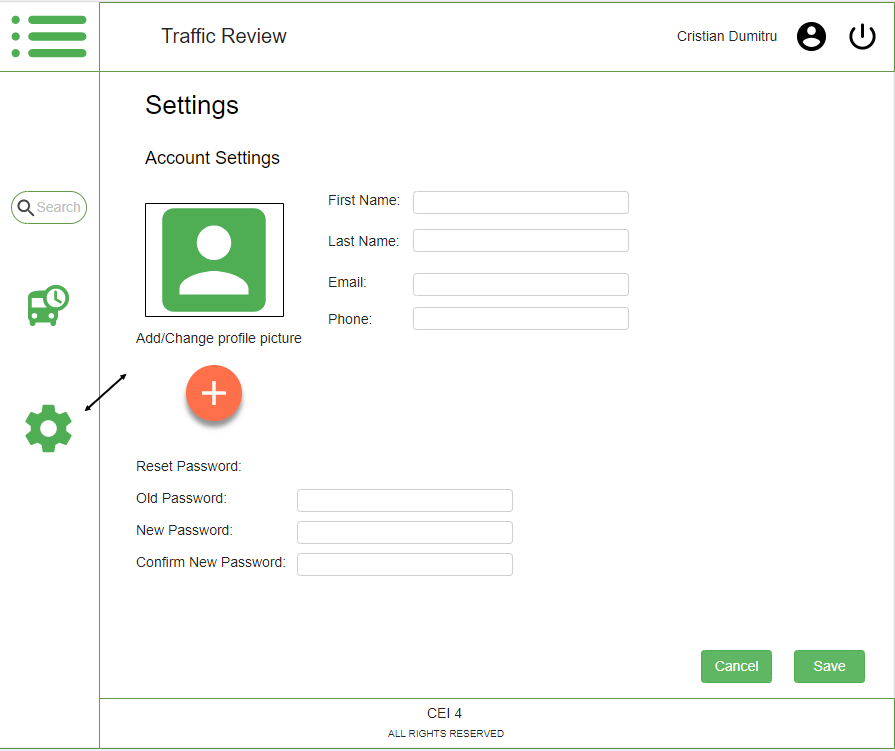 Traffic Review
Cristian Dumitru
Settings
Account Settings
Search
First Name:
Last Name:
Email:
Phone:
Add/Change profile picture
Reset Password:
Old Password:
New Password:
Confirm New Password:
Cancel
Save
CEI 4
ALL RIGHTS RESERVED